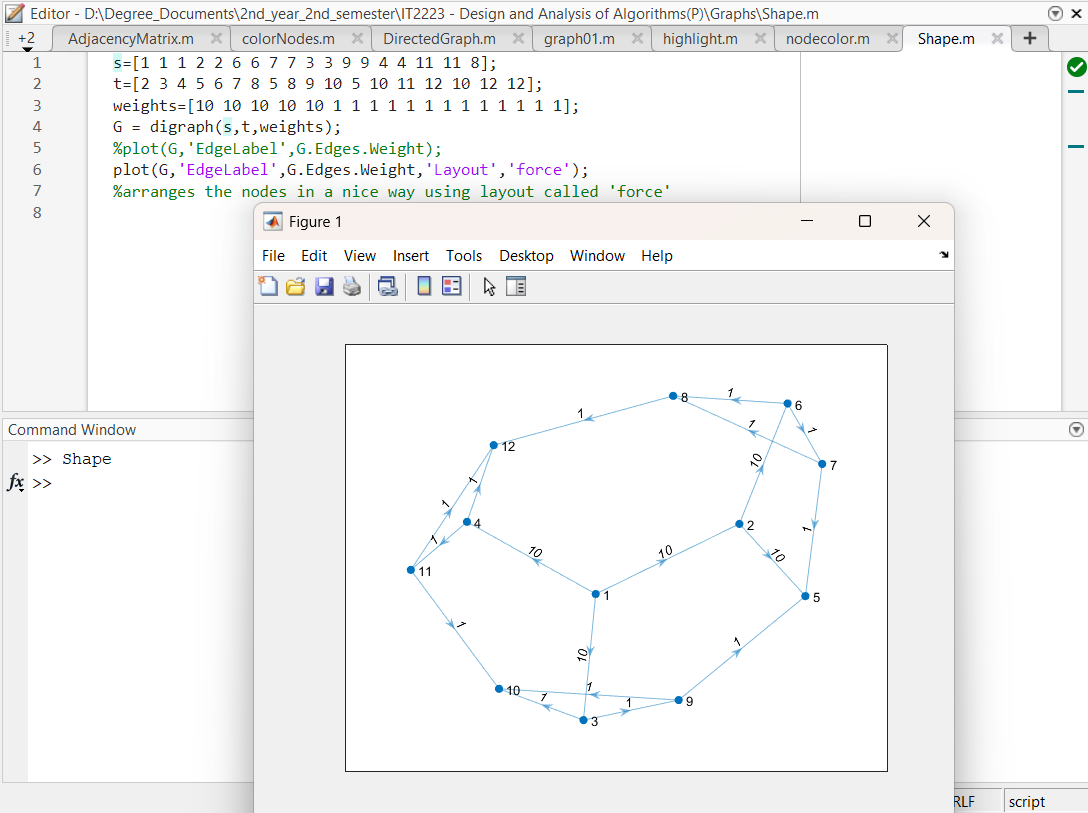 Editor - D:\Degree_Documents\2nd_year_2nd_semester\IT2223 - Design and Analysis of Algorithms(P)\Graphs\Shape.m
+2 AdjacencyMatrix.m colorNodes.m DirectedGraph.m graph01.m highlight.m nodecolor.m Shape.m +
1 s=[1 1 1 2 2 6 6 7 7 3 3 9 9 4 4 11 11 8];
2 t=[2 3 4 5 6 7 8 5 8 9 10 5 10 11 12 10 12 12];
3 weights=[10 10 10 10 10 1 1 1 1 1 1 1 1 1 1 1 1 1];
4 G = digraph(s,t,weights);
5 %plot(G,'EdgeLabel',G.Edges.Weight);
6 plot(G,'EdgeLabel',G.Edges.Weight,'Layout','force');
7 %arranges the nodes in a nice way using layout called 'force'
8
Figure 1
File Edit View Insert Tools Desktop Window Help
1 8 1 6
1 12 1 1
10 7
1 1 4 2 1
1 10 10 10
11 1 5
1 10 1
10 1 1 1 9
3
Command Window
>> Shape
fx >>
RLF script